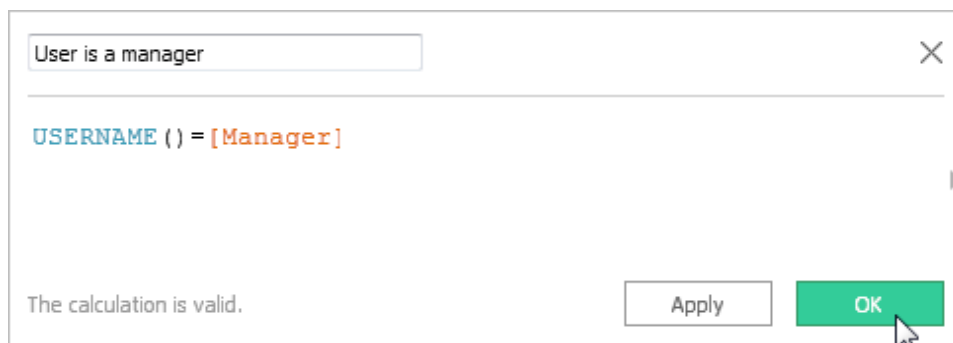 User is a manager
USERNAME()=[Manager]
The calculation is valid.
Apply
OK